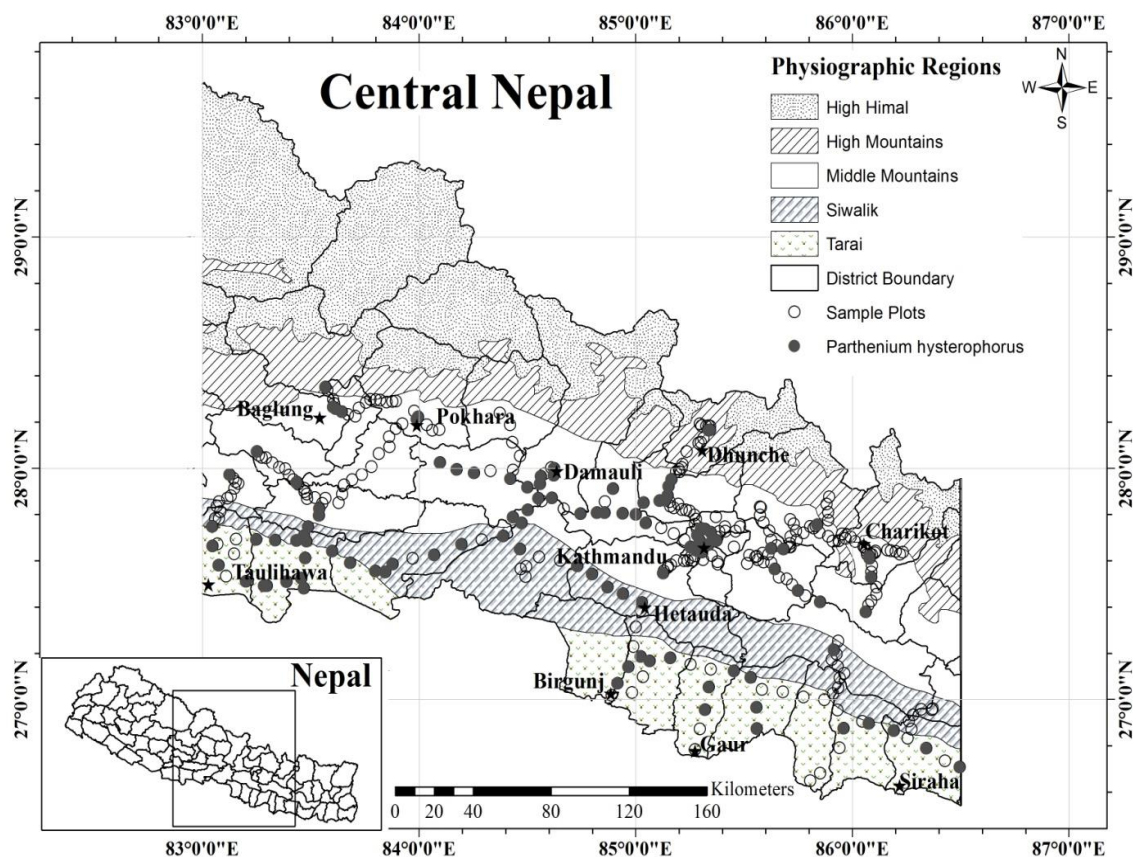 83°0'0"E 84°0'0"E 85°0'0"E 86°0'0"E 87°0'0"E
Central Nepal
Physiographic Regions
N
W E
S
High Himal
High Mountains
Middle Mountains
Siwalik
Tarai
District Boundary
Sample Plots
Parthenium hysterophorus
29°0'0"N 29°0'0"N
Baglung
Pokhara
Dhunche
28°0'0"N 28°0'0"N
Damauli
Charikot
Kathmandu
Taulihawa
Hetauda
Birgunj
27°0'0"N 27°0'0"N
Gaur
Siraha
Nepal
Kilometers
0 20 40 80 120 160
83°0'0"E 84°0'0"E 85°0'0"E 86°0'0"E 87°0'0"E